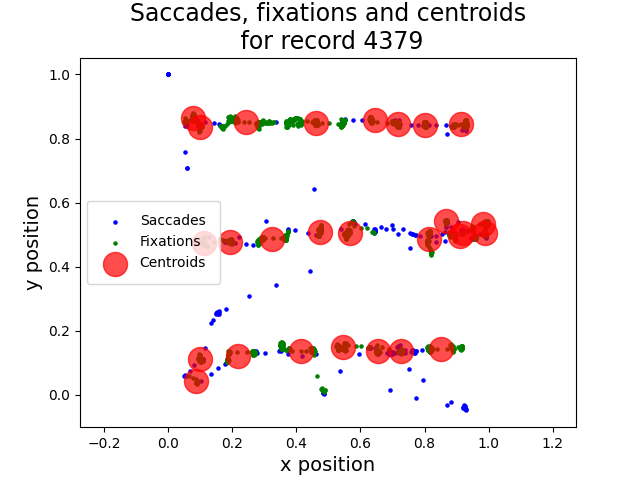 Saccades, fixations and centroids
for record 4379
1.0
0.8
0.6
0.4
0.2
0.0
y position
Saccades
Fixations
Centroids
−0.2 0.0 0.2 0.4 0.6 0.8 1.0 1.2
x position